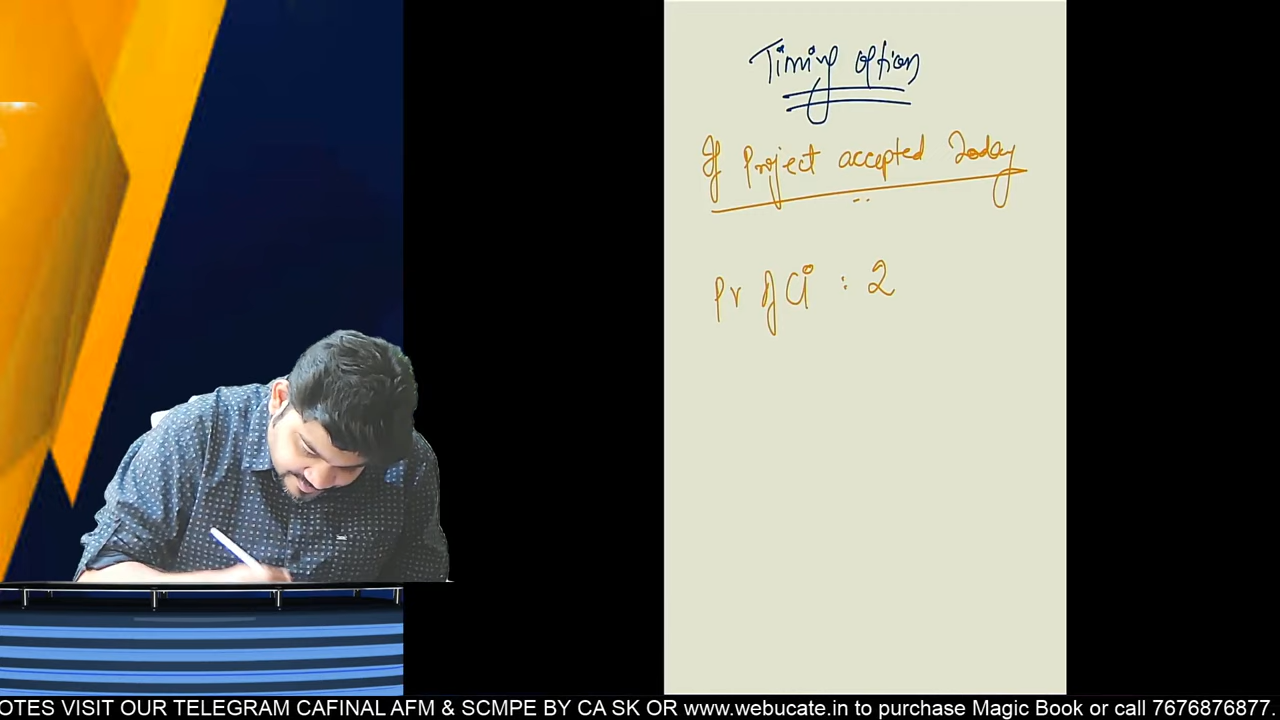 Timing option
If Project accepted Today
Pv of Ci : 2
OTES VISIT OUR TELEGRAM CAFINAL AFM & SCMPE BY CA SK OR www.webucate.in to purchase Magic Book or call 7676876877.